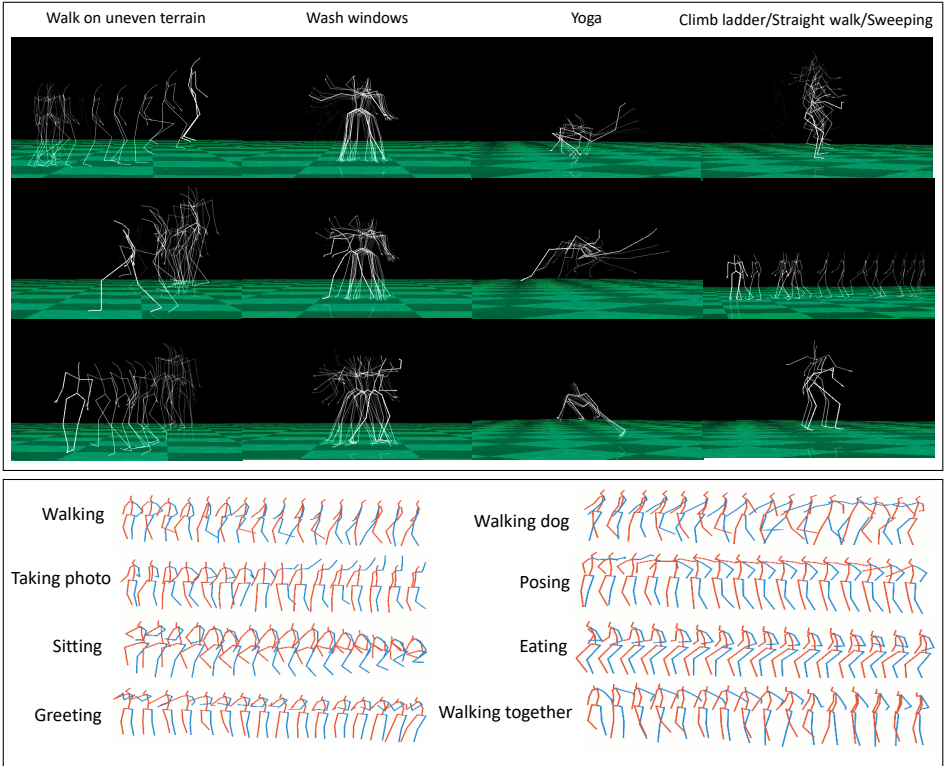 Walk on uneven terrain
Wash windows
Yoga
Climb ladder/Straight walk/Sweeping
Walking
Taking photo
Sitting
Greeting
Walking dog
Posing
Eating
Walking together